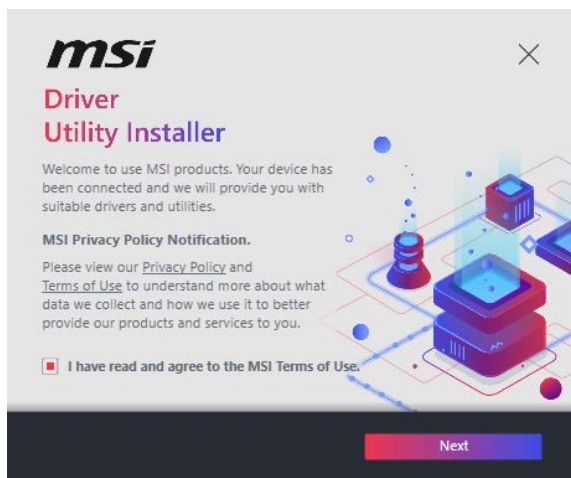 msi
Driver
Utility Installer
Welcome to use MSI products. Your device has
been connected and we will provide you with
suitable drivers and utilities.
MSI Privacy Policy Notification.
Please view our Privacy Policy and
Terms of Use to understand more about what
data we collect and how we use it to better
provide our products and services to you.
I have read and agree to the MSI Terms of Use.
Next